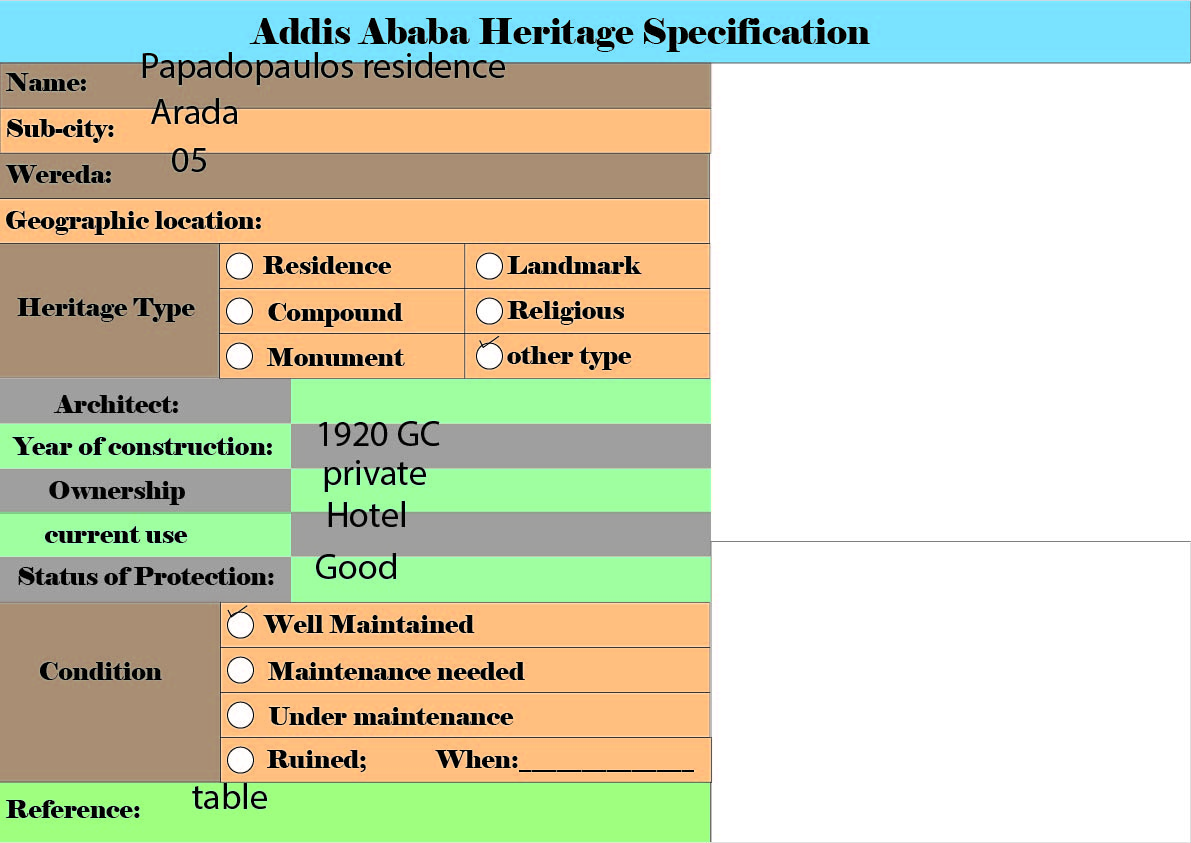 Addis Ababa Heritage Specification
Name: Papadopaulos residence
Sub-city: Arada
Wereda: 05
Geographic location:
Heritage Type
Residence
Landmark
Compound
Religious
Monument
other type
Architect:
Year of construction: 1920 GC
Ownership private
current use Hotel
Status of Protection: Good
Condition
Well Maintained
Maintenance needed
Under maintenance
Ruined; When:______________
Reference: table